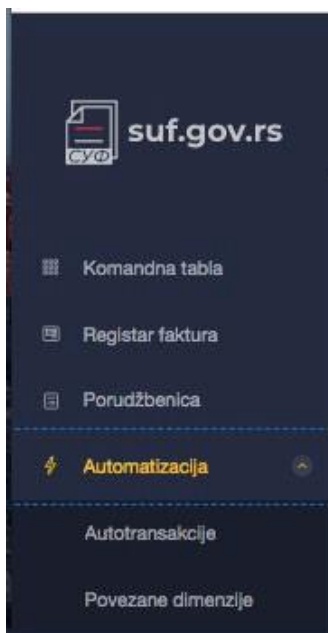 СУФ
suf.gov.rs
Komandna tabla
Registar faktura
Porudžbenica
Automatizacija
Autotransakcije
Povezane dimenzije